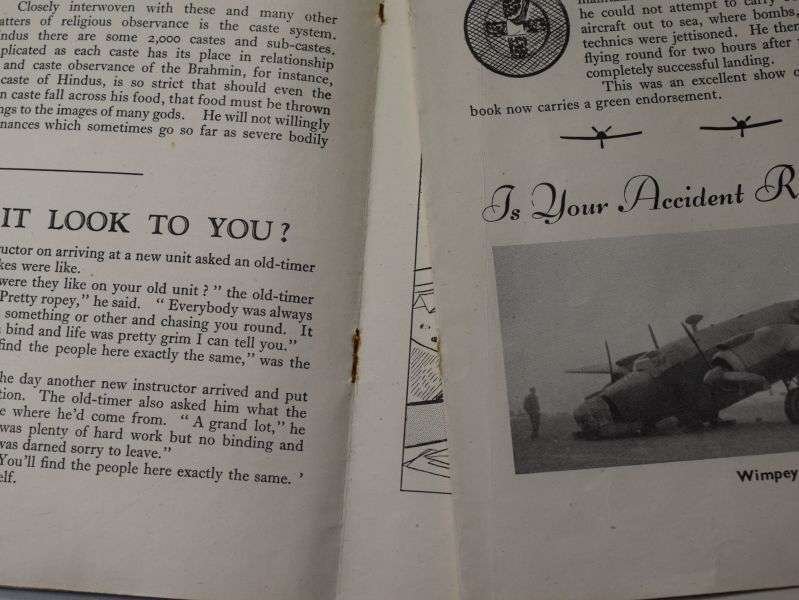 Closely interwoven with these and many other
atters of religious observance is the caste system.
ndus there are some 2,000 castes and sub-castes,
plicated as each caste has its place in relationship
and caste observance of the Brahmin, for instance,
caste of Hindus, is so strict that should even the
n caste fall across his food, that food must be thrown
ngs to the images of many gods. He will not willingly
nances which sometimes go so far as severe bodily
IT LOOK TO YOU?
ructor on arriving at a new unit asked an old-timer
kes were like.
were they like on your old unit?" the old-timer
Pretty ropey," he said. "Everybody was always
something or other and chasing you round. It
bind and life was pretty grim I can tell you."
find the people here exactly the same," was the
he day another new instructor arrived and put
tion. The old-timer also asked him what the
e where he'd come from. "A grand lot," he
was plenty of hard work but no binding and
was darned sorry to leave."
You'll find the people here exactly the same.'
elf.
he could not attempt to carry
aircraft out to sea, where bombs,
technics were jettisoned. He then
flying round for two hours after
completely successful landing.
This was an excellent show
book now carries a green endorsement.
Is Your Accident R
Wimpey